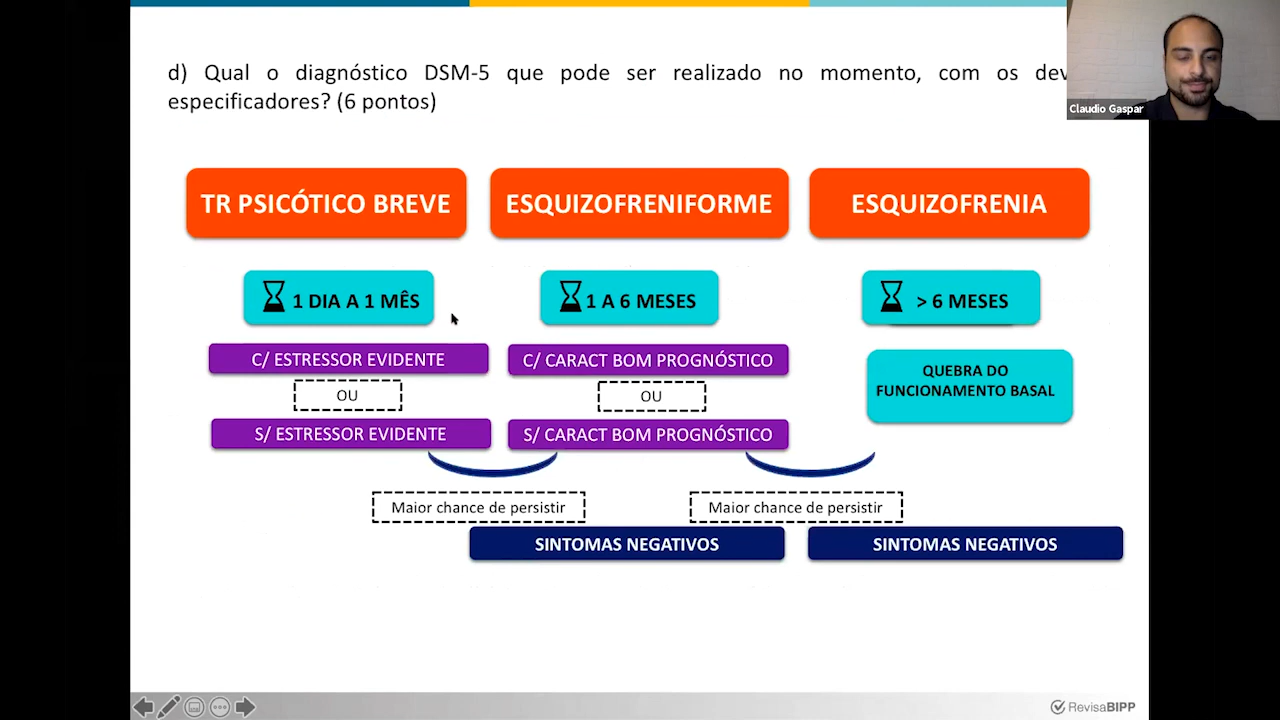 d) Qual o diagnóstico DSM-5 que pode ser realizado no momento, com os dev
especificadores? (6 pontos)
Claudio Gaspar
TR PSICÓTICO BREVE
ESQUIZOFRENIFORME
ESQUIZOFRENIA
1 DIA A 1 MÊS
1 A 6 MESES
> 6 MESES
C/ ESTRESSOR EVIDENTE
C/ CARACT BOM PROGNÓSTICO
QUEBRA DO
FUNCIONAMENTO BASAL
OU
OU
S/ ESTRESSOR EVIDENTE
S/ CARACT BOM PROGNÓSTICO
Maior chance de persistir
Maior chance de persistir
SINTOMAS NEGATIVOS
SINTOMAS NEGATIVOS
RevisaBIPP